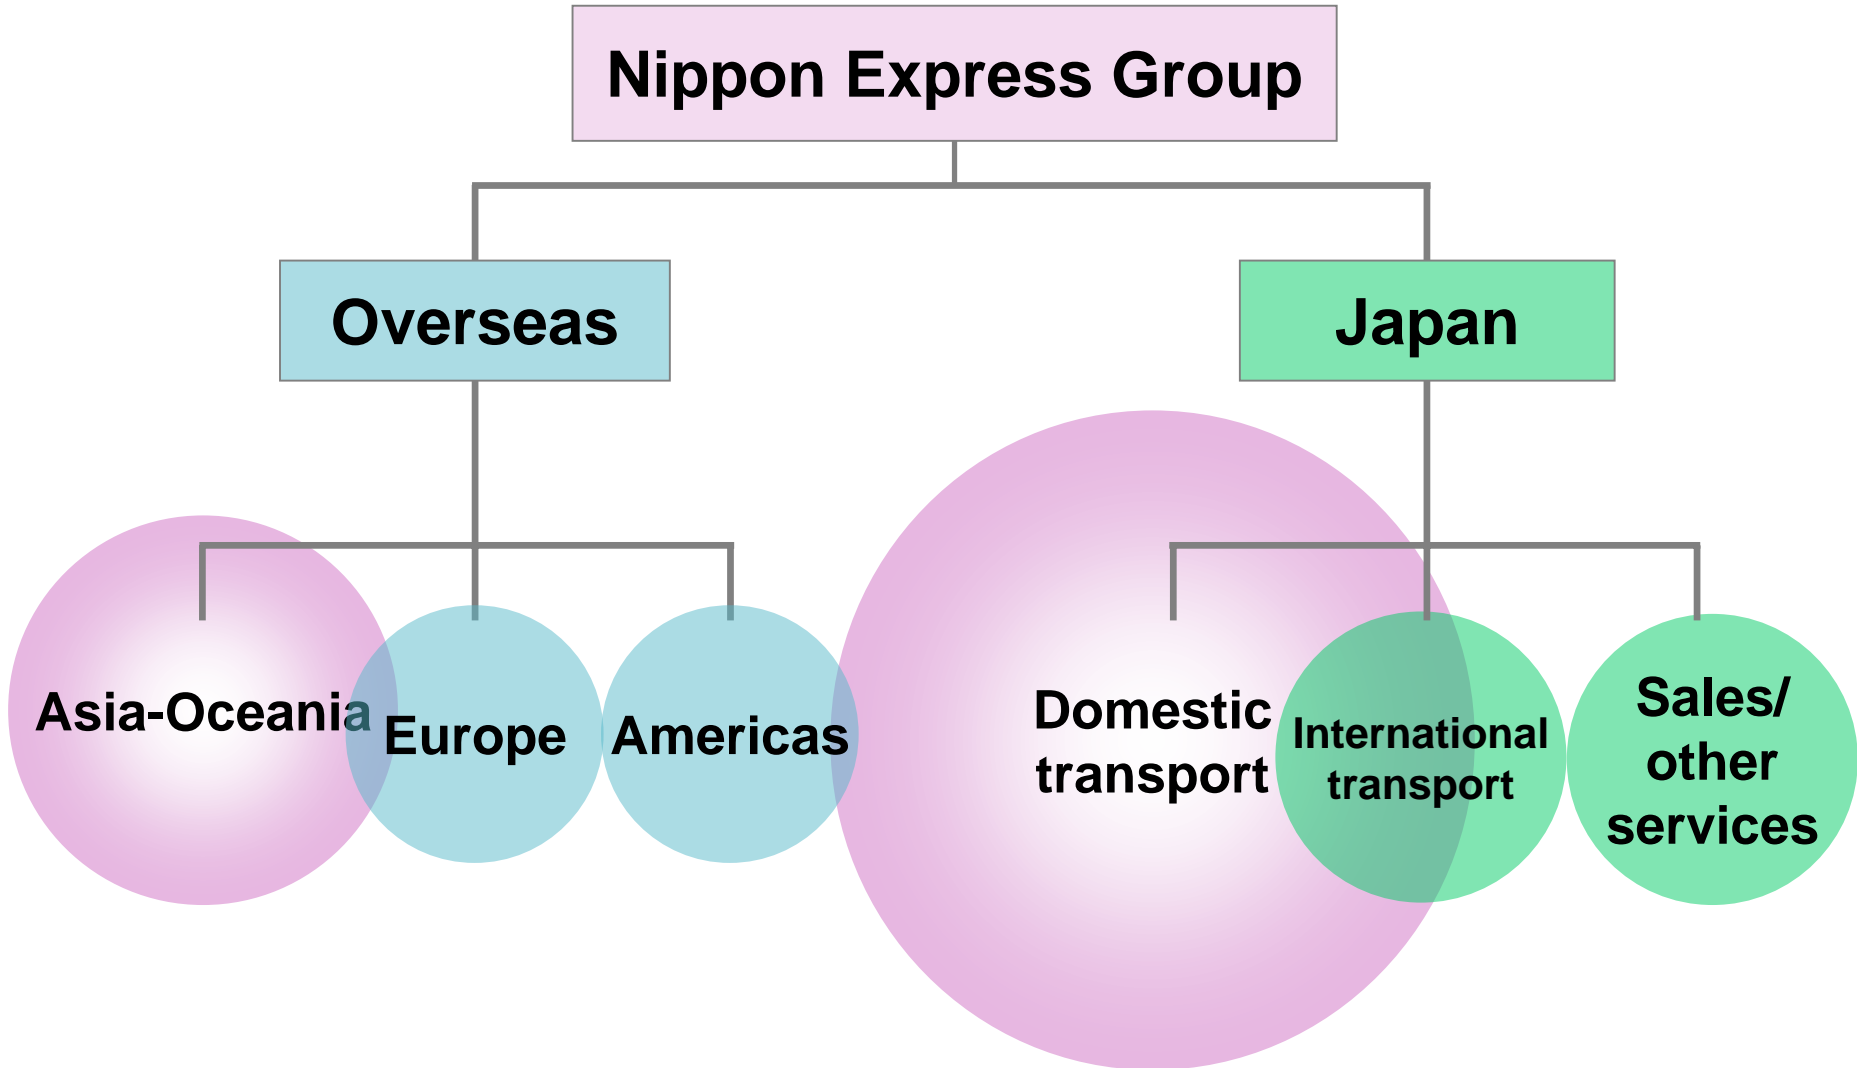 Nippon Express Group
Overseas
Japan
Asia-Oceania
Europe
Americas
Domestic
transport
International
transport
Sales/
other
services